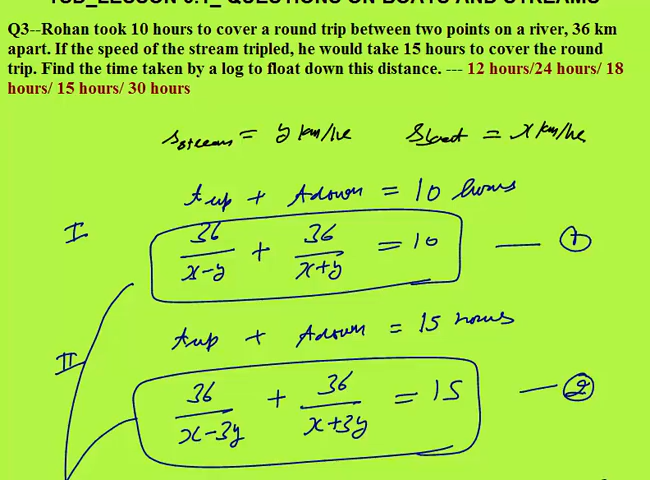 Q3--Rohan took 10 hours to cover a round trip between two points on a river, 36 km
apart. If the speed of the stream tripled, he would take 15 hours to cover the round
trip. Find the time taken by a log to float down this distance. --- 12 hours/24 hours/ 18
hours/ 15 hours/ 30 hours
Sstream = y km/hr Sboat = x km/hr
tup + tdown = 10 hours
I 36/(x-y) + 36/(x+y) = 10 — 1
tup + tdown = 15 hours
II 36/(x-3y) + 36/(x+3y) = 15 — 2